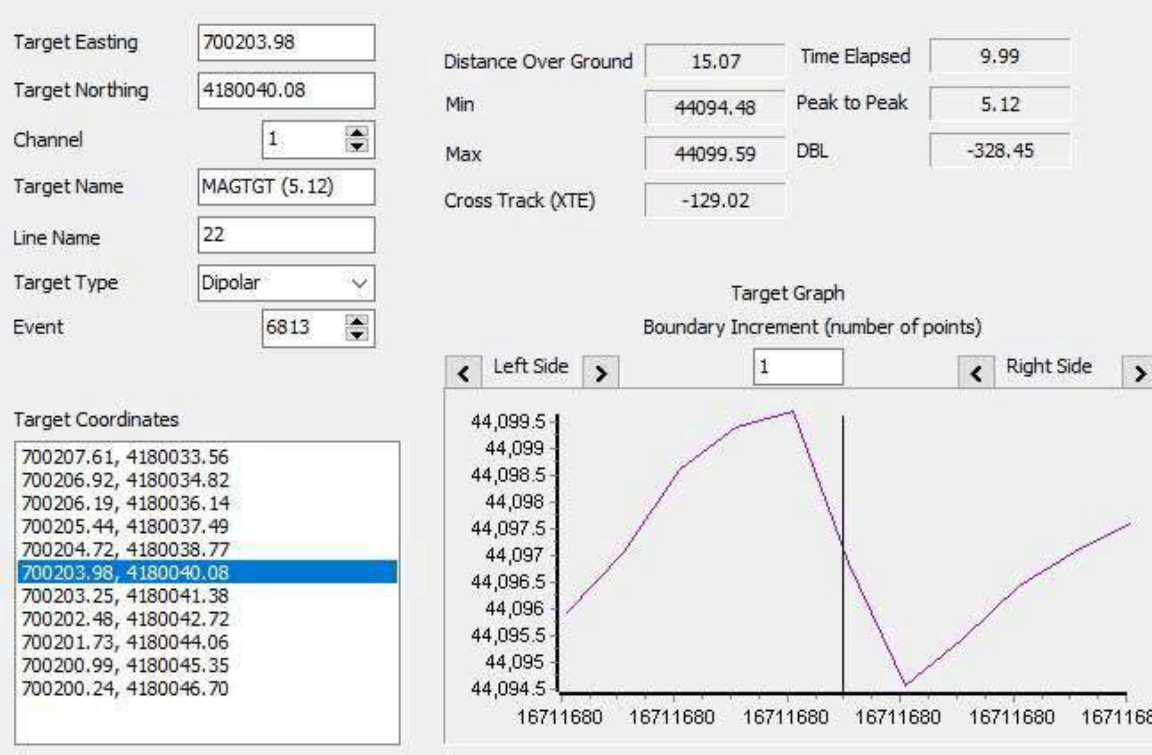 Target Easting 700203.98
Target Northing 4180040.08
Channel 1
Target Name MAGTGT (5.12)
Line Name 22
Target Type Dipolar
Event 6813
Distance Over Ground 15.07 Time Elapsed 9.99
Min 44094.48 Peak to Peak 5.12
Max 44099.59 DBL -328.45
Cross Track (XTE) -129.02
Target Graph
Boundary Increment (number of points)
< Left Side > 1 < Right Side >
Target Coordinates
700207.61, 4180033.56
700206.92, 4180034.82
700206.19, 4180036.14
700205.44, 4180037.49
700204.72, 4180038.77
700203.98, 4180040.08
700203.25, 4180041.38
700202.48, 4180042.72
700201.73, 4180044.06
700200.99, 4180045.35
700200.24, 4180046.70
44,099.5
44,099
44,098.5
44,098
44,097.5
44,097
44,096.5
44,096
44,095.5
44,095
44,094.5
16711680 16711680 16711680 16711680 16711680 1671168